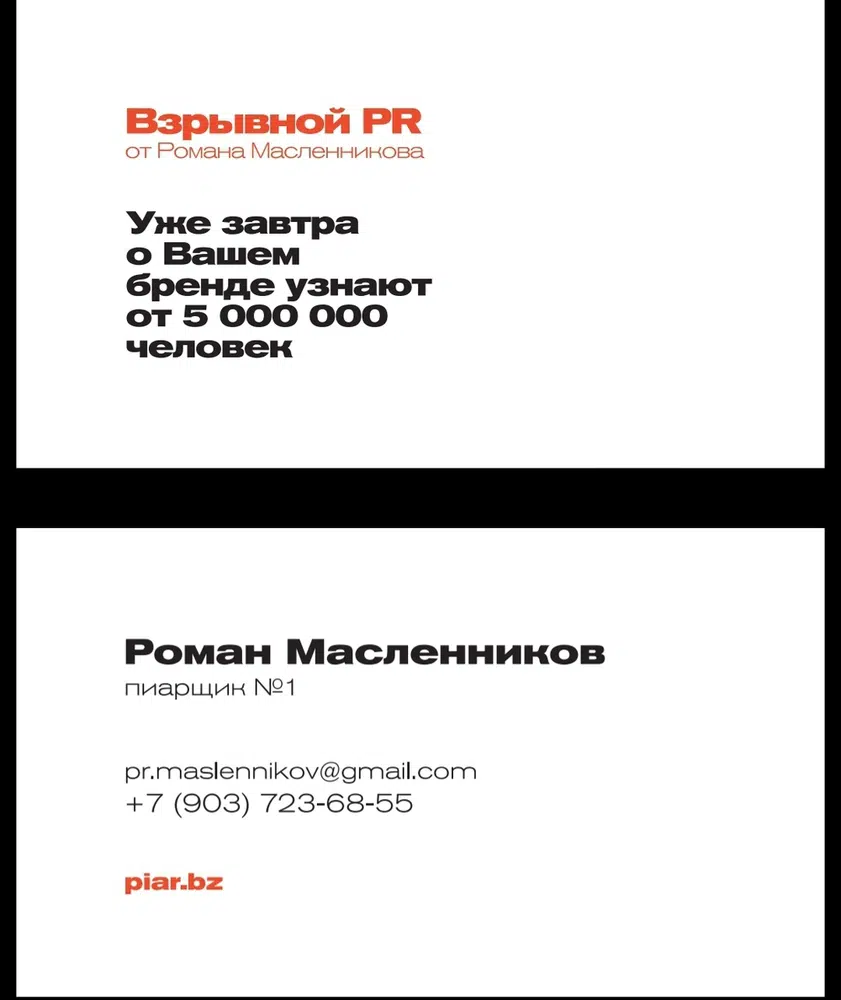 Взрывной PR
от Романа Масленникова
Уже завтра
о Вашем
бренде узнают
от 5 000 000
человек
Роман Масленников
пиарщик №1
pr.maslennikov@gmail.com
+7 (903) 723-68-55
piar.bz